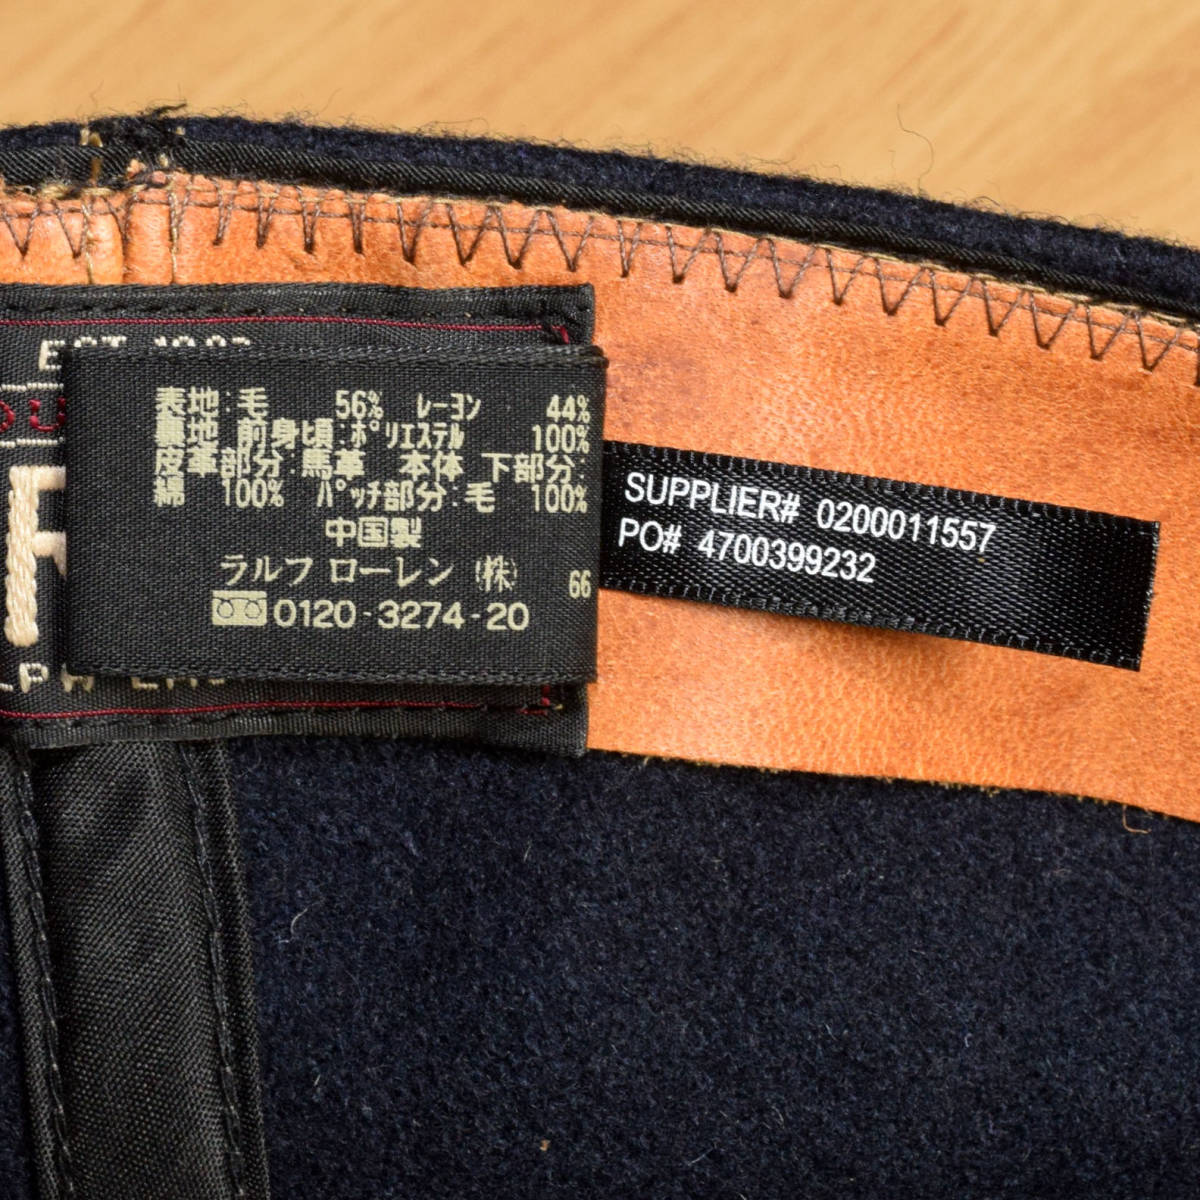 表地:毛 56% レーヨン : 44%
裏地 前身頃:ポリエステル 100%
皮革部分:馬革 本体 下部分:
綿 100% パッチ部分:毛 100%
中国製
ラルフ ローレン (株)
66
0120-3274-20
SUPPLIER# 0200011557
PO# 4700399232